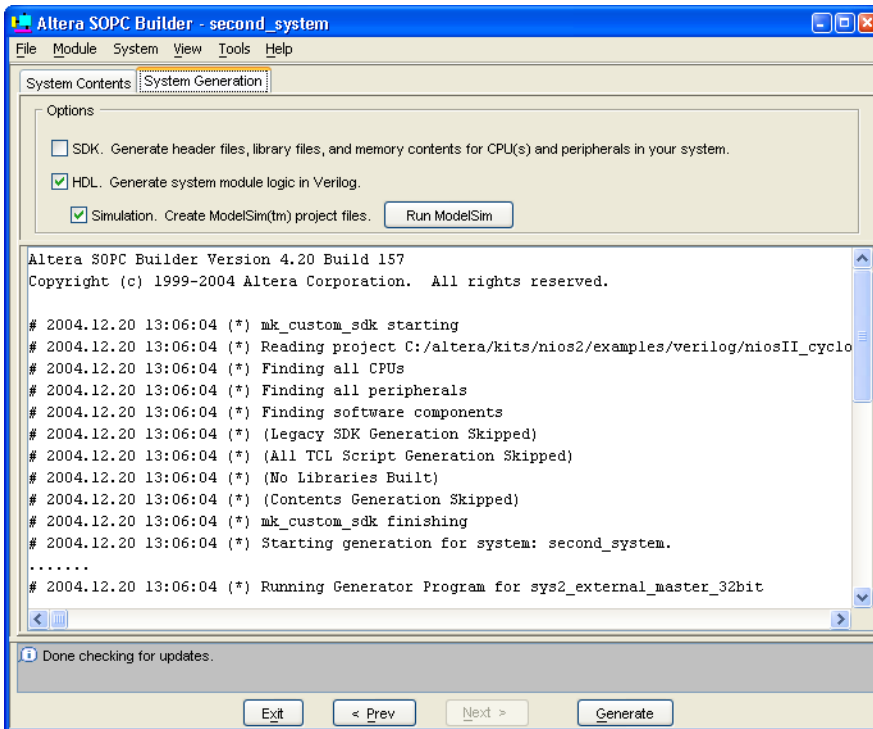 Altera SOPC Builder - second_system
File Module System View Tools Help
System Contents System Generation
Options
SDK. Generate header files, library files, and memory contents for CPU(s) and peripherals in your system.
HDL. Generate system module logic in Verilog.
Simulation. Create ModelSim(tm) project files. Run ModelSim
Altera SOPC Builder Version 4.20 Build 157
Copyright (c) 1999-2004 Altera Corporation. All rights reserved.
# 2004.12.20 13:06:04 (*) mk_custom_sdk starting
# 2004.12.20 13:06:04 (*) Reading project C:/altera/kits/nios2/examples/verilog/niosII_cyclo
# 2004.12.20 13:06:04 (*) Finding all CPUs
# 2004.12.20 13:06:04 (*) Finding all peripherals
# 2004.12.20 13:06:04 (*) Finding software components
# 2004.12.20 13:06:04 (*) (Legacy SDK Generation Skipped)
# 2004.12.20 13:06:04 (*) (All TCL Script Generation Skipped)
# 2004.12.20 13:06:04 (*) (No Libraries Built)
# 2004.12.20 13:06:04 (*) (Contents Generation Skipped)
# 2004.12.20 13:06:04 (*) mk_custom_sdk finishing
# 2004.12.20 13:06:04 (*) Starting generation for system: second_system.
.......
# 2004.12.20 13:06:04 (*) Running Generator Program for sys2_external_master_32bit
Done checking for updates.
Exit < Prev Next > Generate